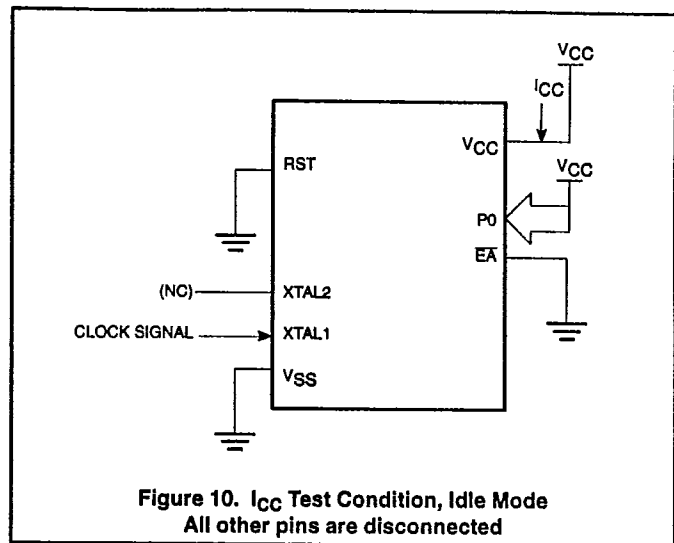 VCC
ICC
VCC
RST
VCC
P0
EA
(NC)
XTAL2
CLOCK SIGNAL
XTAL1
VSS
Figure 10. ICC Test Condition, Idle Mode
All other pins are disconnected